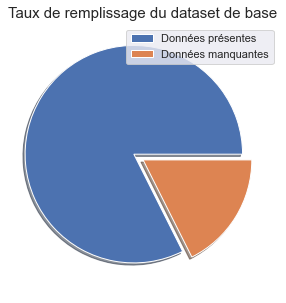 Taux de remplissage du dataset de base
Données présentes
Données manquantes